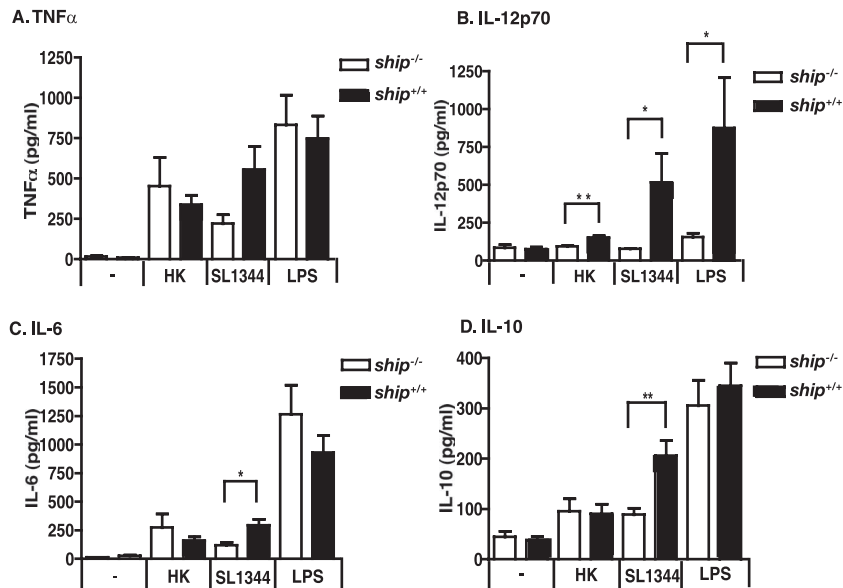 A. TNFα
1250
1000
750
500
250
0
TNFα (pg/ml)
ship-/-
ship+/+
-
HK
SL1344
LPS
B. IL-12p70
1250
1000
750
500
250
0
IL-12p70 (pg/ml)
* *
*
*
ship-/-
ship+/+
-
HK
SL1344
LPS
C. IL-6
1750
1500
1250
1000
750
500
250
0
IL-6 (pg/ml)
*
ship-/-
ship+/+
-
HK
SL1344
LPS
D. IL-10
400
300
200
100
0
IL-10 (pg/ml)
**
ship-/-
ship+/+
-
HK
SL1344
LPS